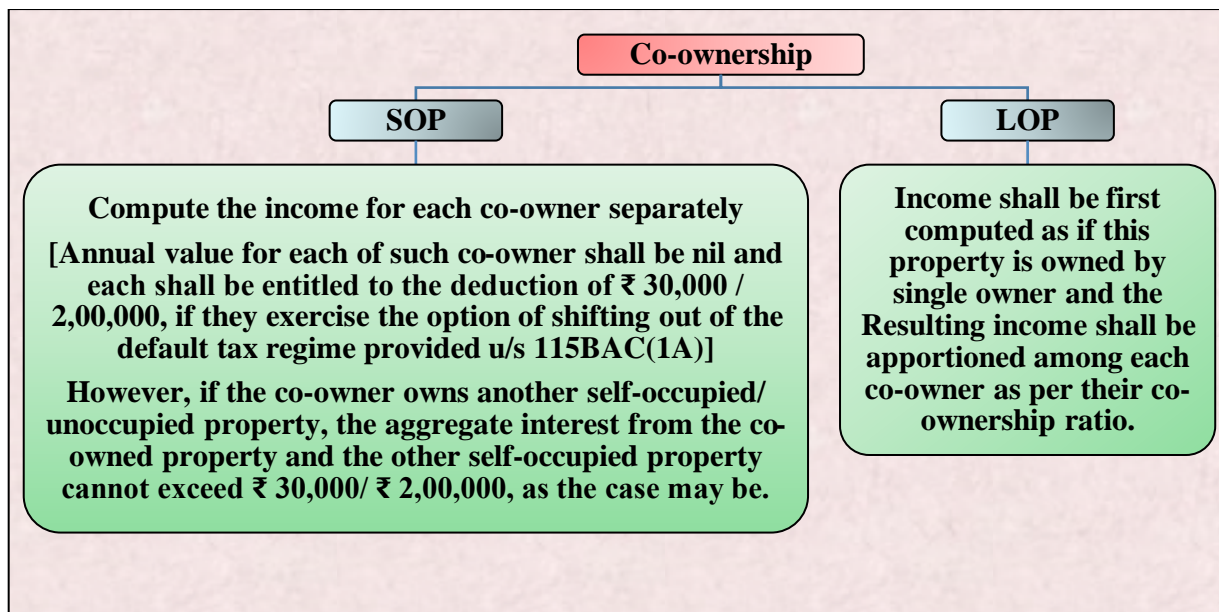 Co-ownership
SOP
LOP
Compute the income for each co-owner separately
[Annual value for each of such co-owner shall be nil and
each shall be entitled to the deduction of ₹ 30,000 /
2,00,000, if they exercise the option of shifting out of the
default tax regime provided u/s 115BAC(1A)]
However, if the co-owner owns another self-occupied/
unoccupied property, the aggregate interest from the co-
owned property and the other self-occupied property
cannot exceed ₹ 30,000/ ₹ 2,00,000, as the case may be.
Income shall be first
computed as if this
property is owned by
single owner and the
Resulting income shall be
apportioned among each
co-owner as per their co-
ownership ratio.